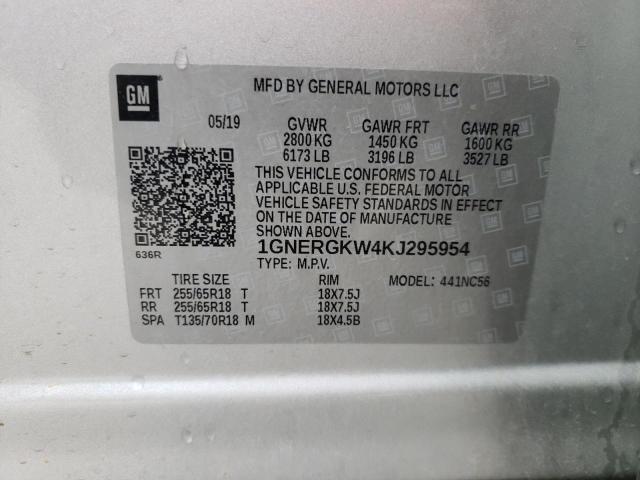 GM
MFD BY GENERAL MOTORS LLC
05/19 GVWR GAWR FRT GAWR RR
2800 KG 1450 KG 1600 KG
6173 LB 3196 LB 3527 LB
THIS VEHICLE CONFORMS TO ALL
APPLICABLE U.S. FEDERAL MOTOR
VEHICLE SAFETY STANDARDS IN EFFECT
ON THE DATE OF MANUFACTURE
SHOWN ABOVE.
636R
1GNERGKW4KJ295954
TYPE: M.P.V.
TIRE SIZE RIM MODEL: 441NC56
FRT 255/65R18 T 18X7.5J
RR 255/65R18 T 18X7.5J
SPA T135/70R18 M 18X4.5B